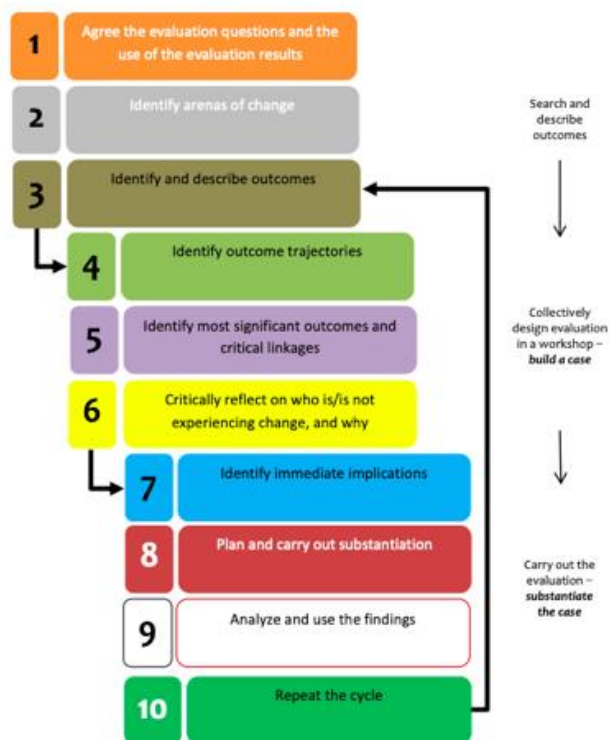 1
Agree the evaluation questions and the
use of the evaluation results
2
Identify arenas of change
3
Identify and describe outcomes
4
Identify outcome trajectories
5
Identify most significant outcomes and
critical linkages
6
Critically reflect on who is/is not
experiencing change, and why
7
Identify immediate implications
8
Plan and carry out substantiation
9
Analyze and use the findings
10
Repeat the cycle
Search and
describe
outcomes
Collectively
design evaluation
in a workshop –
build a case
Carry out the
evaluation –
substantiate
the case